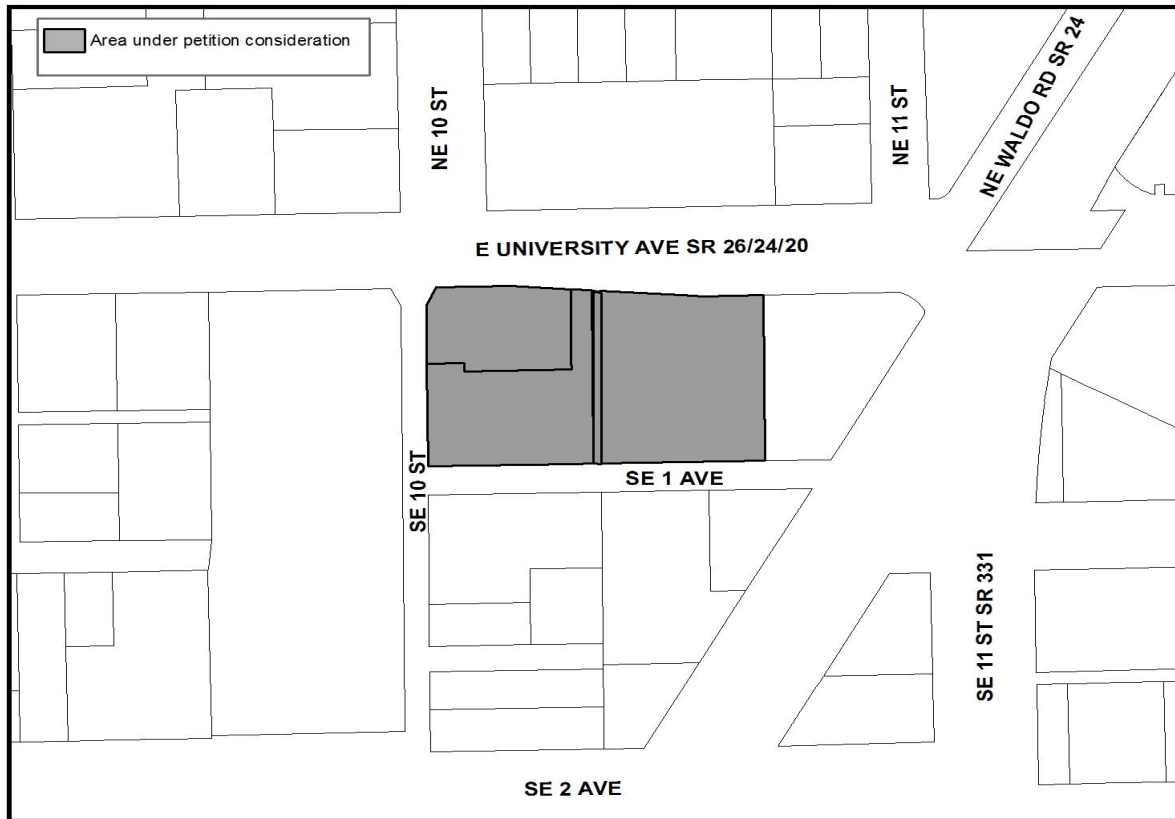 Area under petition consideration
NE 10 ST
NE 11 ST
NE WALDO RD SR 24
E UNIVERSITY AVE SR 26/24/20
SE 10 ST
SE 1 AVE
SE 11 ST SR 331
SE 2 AVE